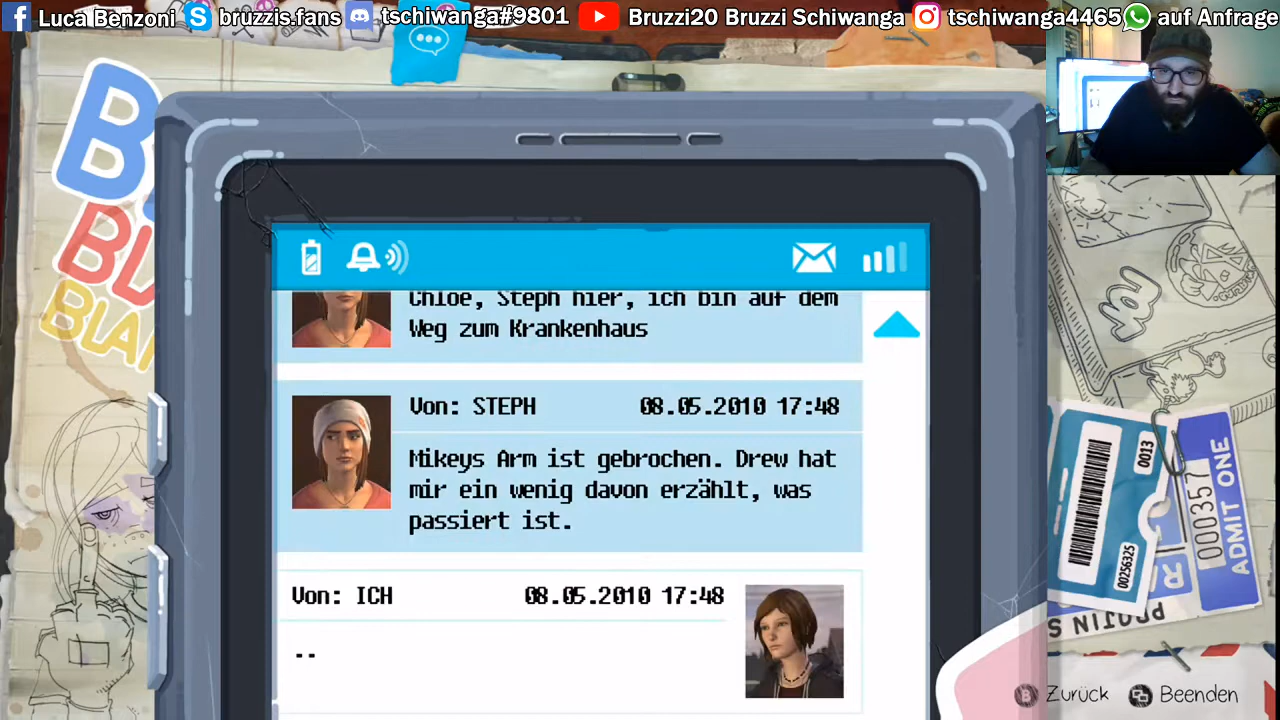 Luca Benzoni bruzzis.fans tschiwanga#9801 Bruzzi20 Bruzzi Schiwanga tschiwanga4465 auf Anfrage
Chloe, Steph hier, ich bin auf dem
Weg zum Krankenhaus
Von: STEPH 08.05.2010 17:48
Mikeys Arm ist gebrochen. Drew hat
mir ein wenig davon erzählt, was
passiert ist.
Von: ICH 08.05.2010 17:48
--
0013
00256325
000357
ADMIT ONE
Zurück
Beenden